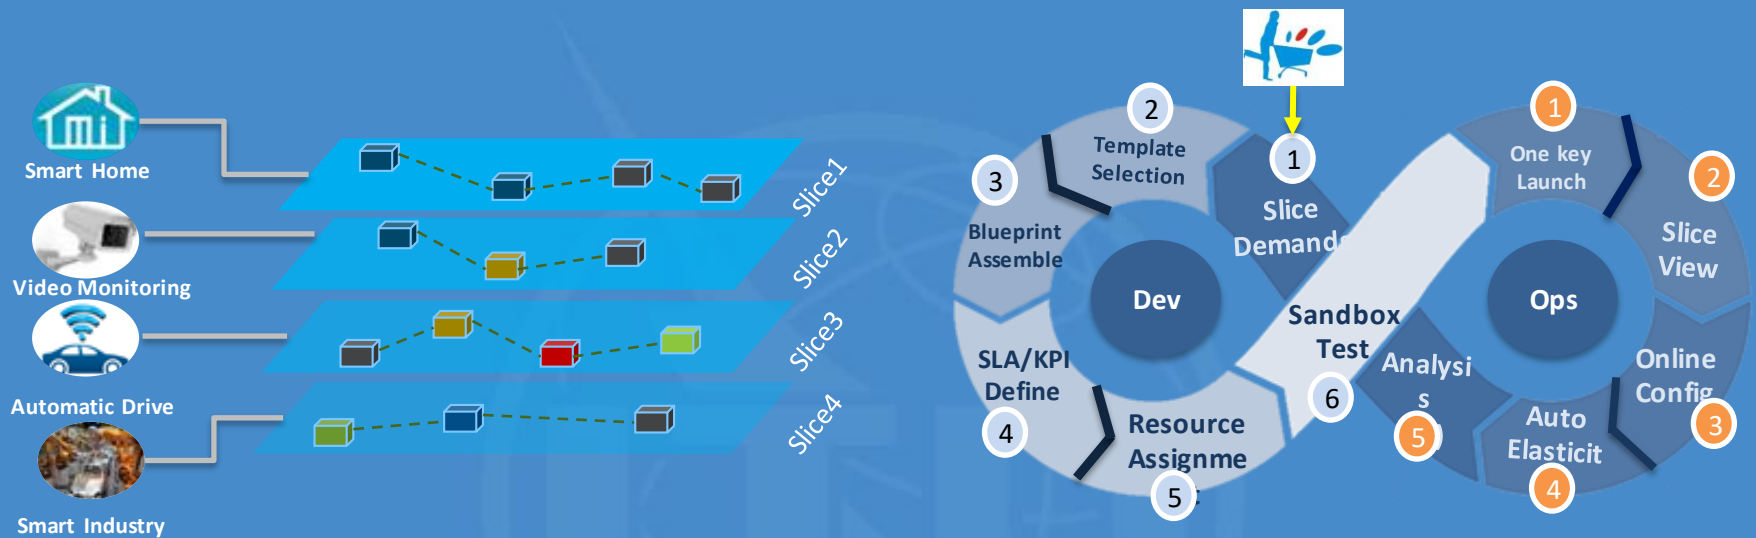 Smart Home
Video Monitoring
Automatic Drive
Smart Industry
Slice1
Slice2
Slice3
Slice4
Dev
1
Slice
Demands
2
Template
Selection
3
Blueprint
Assemble
SLA/KPI
Define
4
Resource
Assignme
5
Sandbox
Test
6
Ops
1
One key
Launch
2
Slice
View
Online
Config
3
Auto
Elasticit
4
Analysi
s
5